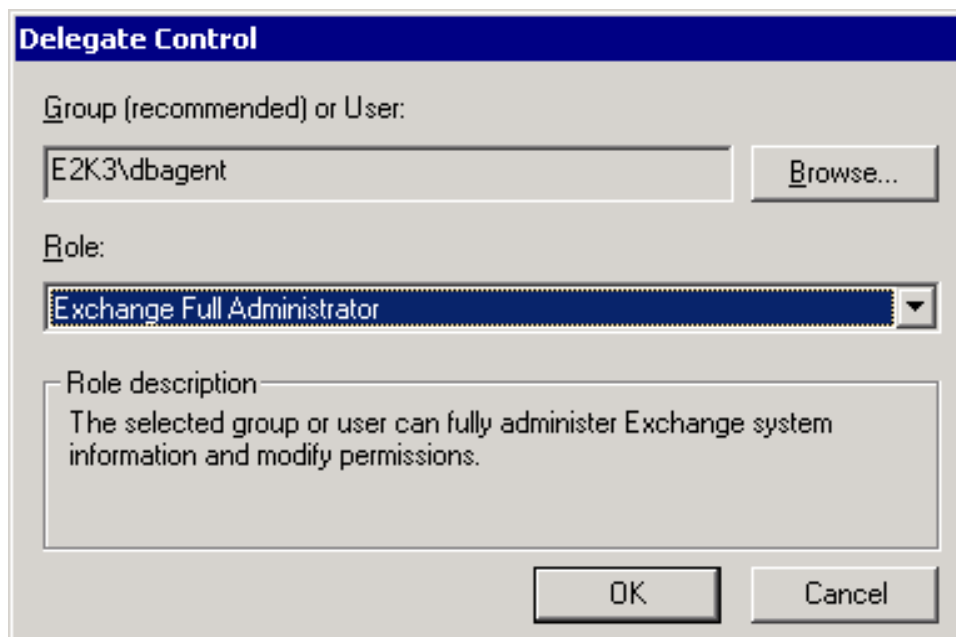 Delegate Control
Group (recommended) or User:
E2K3\dbagent
Browse...
Role:
Exchange Full Administrator
Role description
The selected group or user can fully administer Exchange system
information and modify permissions.
OK
Cancel